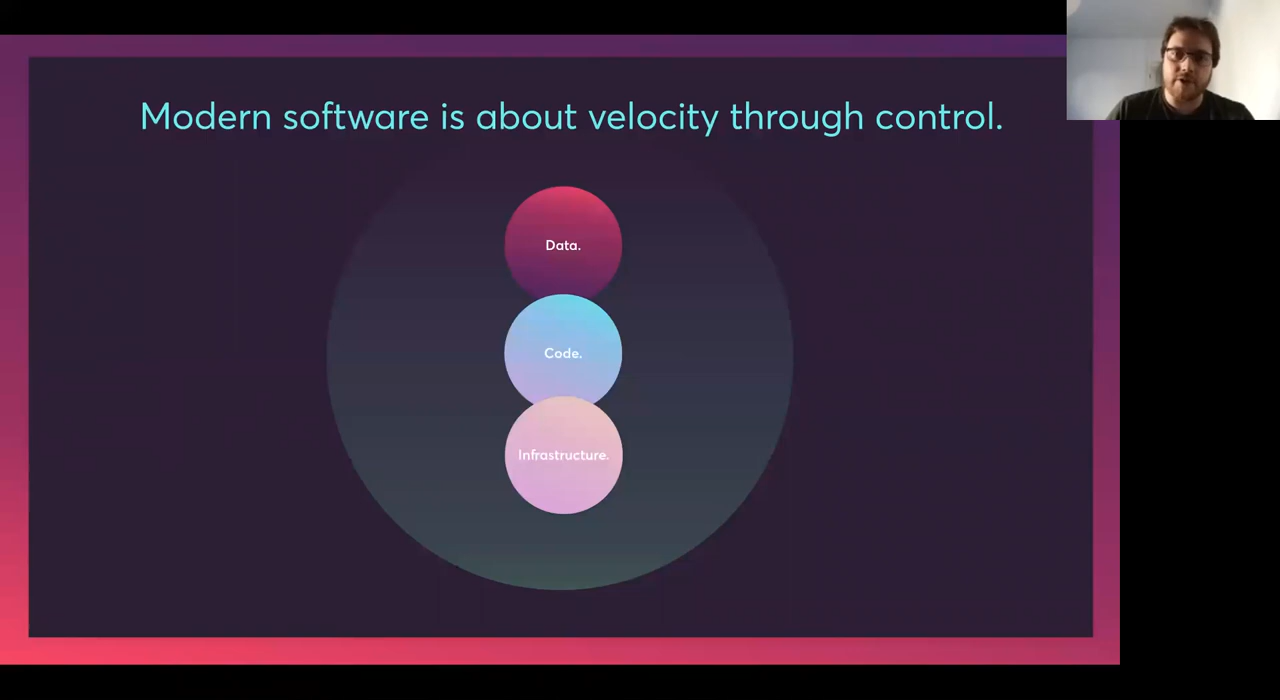 Modern software is about velocity through control.
Data.
Code.
Infrastructure.